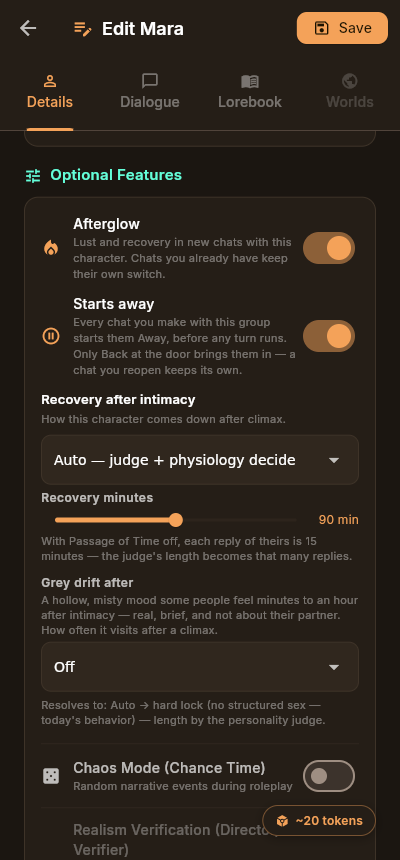 Edit Mara
Save
Details
Dialogue
Lorebook
Worlds
Optional Features
Afterglow
Lust and recovery in new chats with this
character. Chats you already have keep
their own switch.
Starts away
Every chat you make with this group
starts them Away, before any turn runs.
Only Back at the door brings them in — a
chat you reopen keeps its own.
Recovery after intimacy
How this character comes down after climax.
Auto — judge + physiology decide
Recovery minutes
90 min
With Passage of Time off, each reply of theirs is 15
minutes — the judge's length becomes that many replies.
Grey drift after
A hollow, misty mood some people feel minutes to an hour
after intimacy — real, brief, and not about their partner.
How often it visits after a climax.
Off
Resolves to: Auto → hard lock (no structured sex —
today's behavior) — length by the personality judge.
Chaos Mode (Chance Time)
Random narrative events during roleplay
~20 tokens
Realism Verification
Verifier)